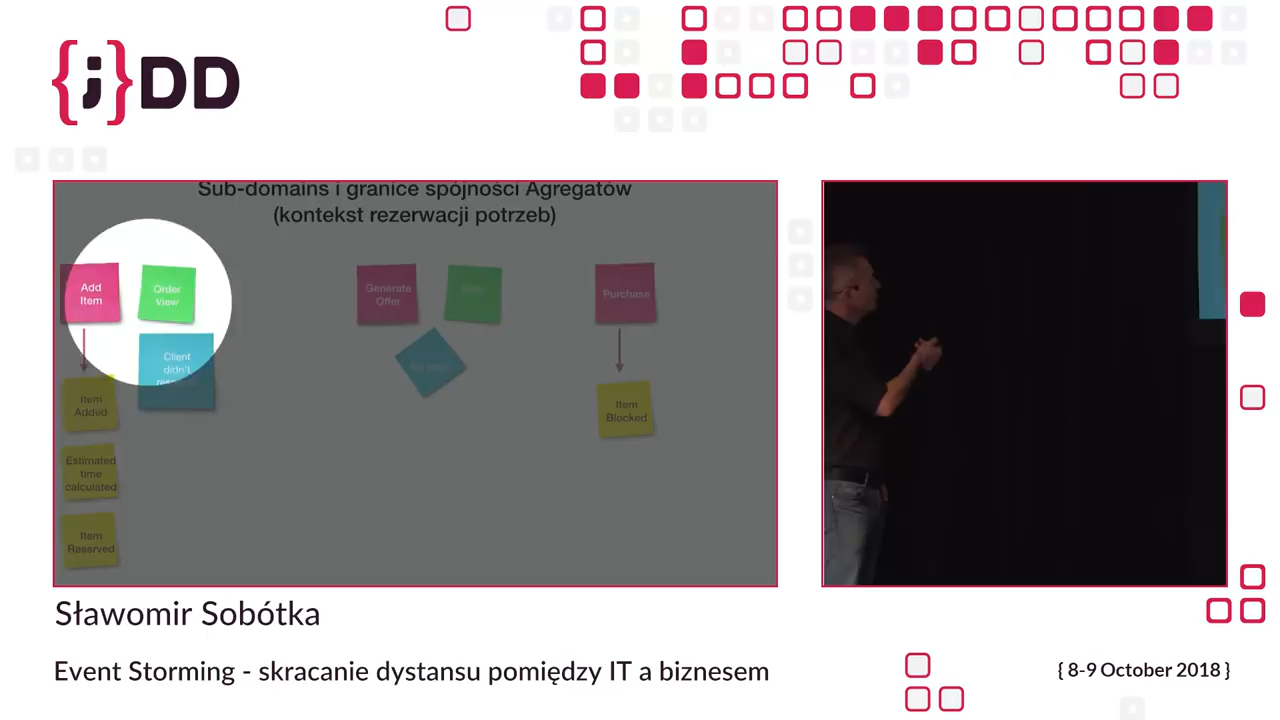 {j}DD
Sub-domains i granice spójności Agregatów
(kontekst rezerwacji potrzeb)
Add
Item
Order
View
Client
didn't
Item
Added
Estimated
time
calculated
Item
Reserved
Generate
Offer
Purchase
Item
Blocked
Sławomir Sobótka
Event Storming - skracanie dystansu pomiędzy IT a biznesem
{ 8-9 October 2018 }